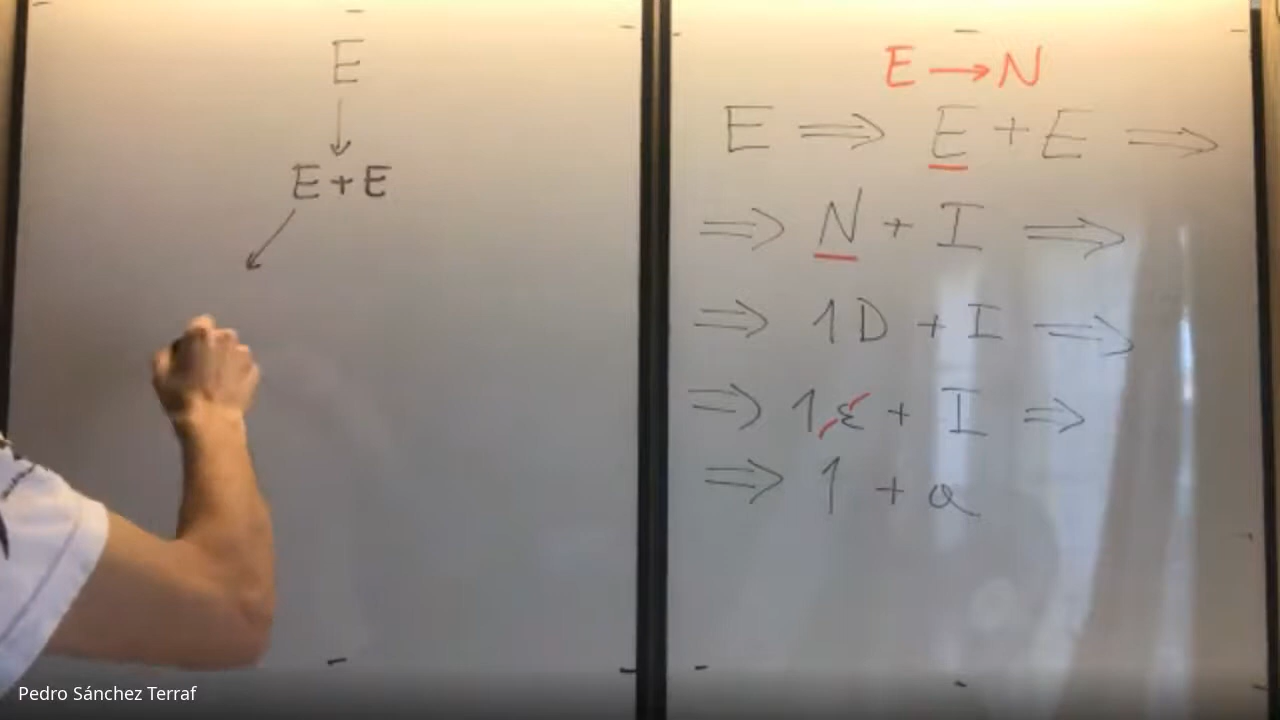 E
↓
E + E
↙
E → N
E ⇒ E + E ⇒
⇒ N + I ⇒
⇒ 1D + I ⇒
⇒ 1ε + I ⇒
⇒ 1 + a
Pedro Sánchez Terraf